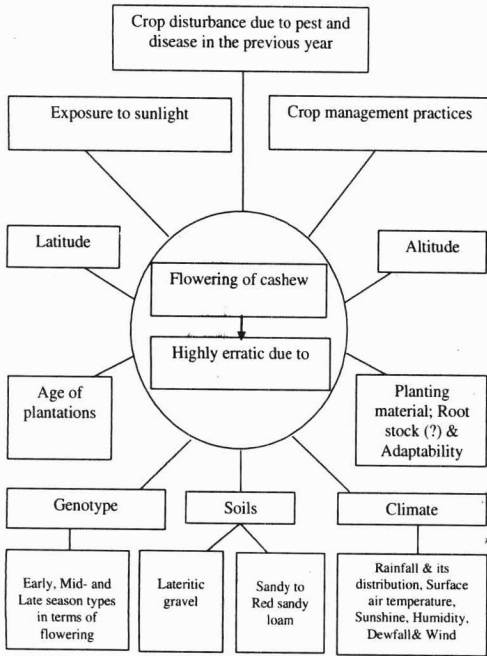 Crop disturbance due to pest and
disease in the previous year
Exposure to sunlight
Crop management practices
Latitude
Altitude
Flowering of cashew
Highly erratic due to
Age of
plantations
Planting
material; Root
stock (?) &
Adaptability
Genotype
Soils
Climate
Early, Mid- and
Late season types
in terms of
flowering
Lateritic
gravel
Sandy to
Red sandy
loam
Rainfall & its
distribution, Surface
air temperature,
Sunshine, Humidity,
Dewfall& Wind